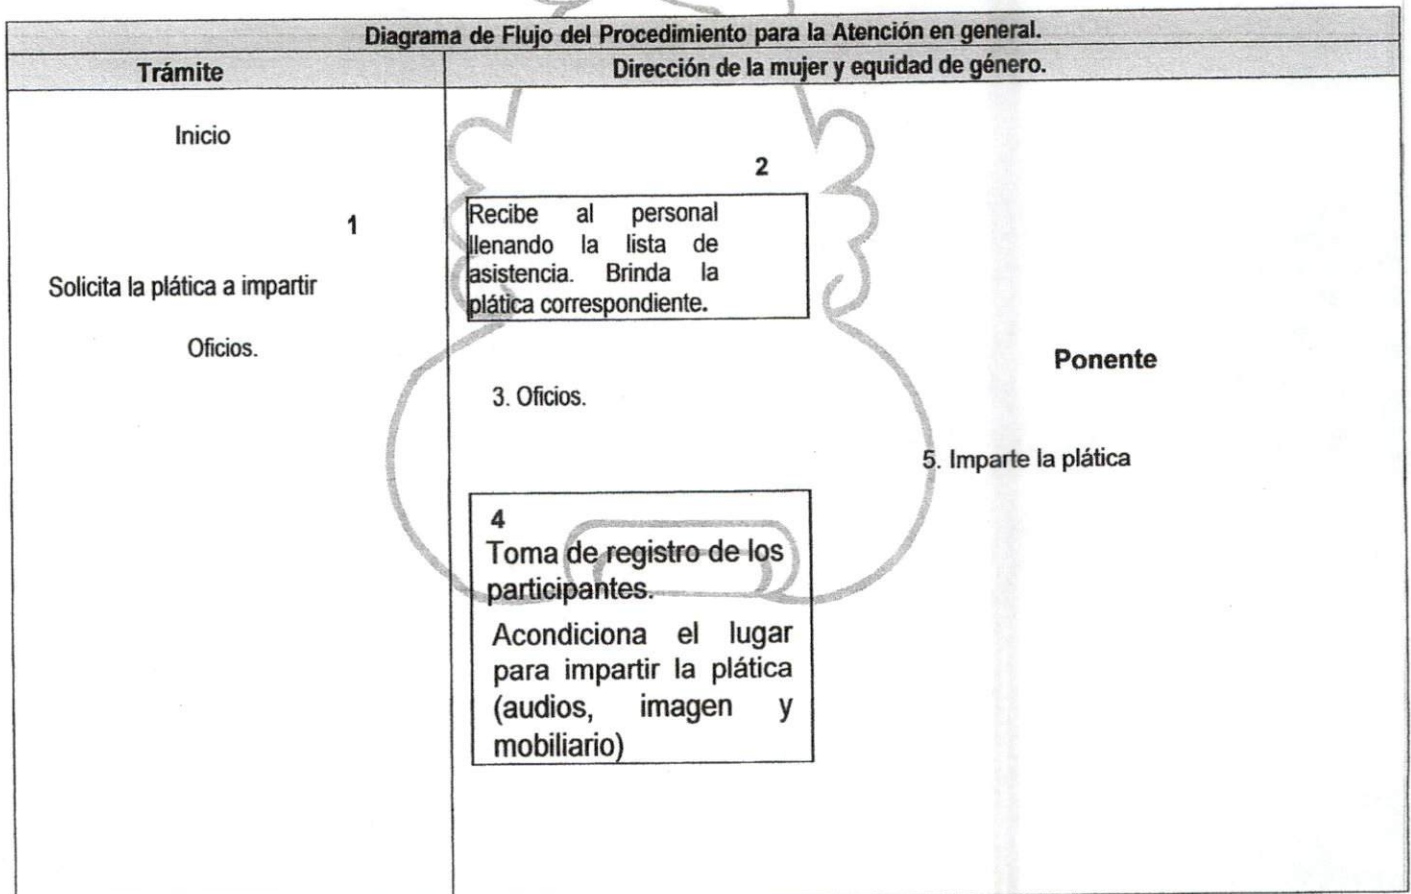 Diagrama de Flujo del Procedimiento para la Atención en general.
Trámite
Dirección de la mujer y equidad de género.
Inicio
1
Solicita la plática a impartir
Oficios.
2
Recibe al personal
llenando la lista de
asistencia. Brinda la
plática correspondiente.
3. Oficios.
4
Toma de registro de los
participantes.
Acondiciona el lugar
para impartir la plática
(audios, imagen y
mobiliario)
Ponente
5. Imparte la plática